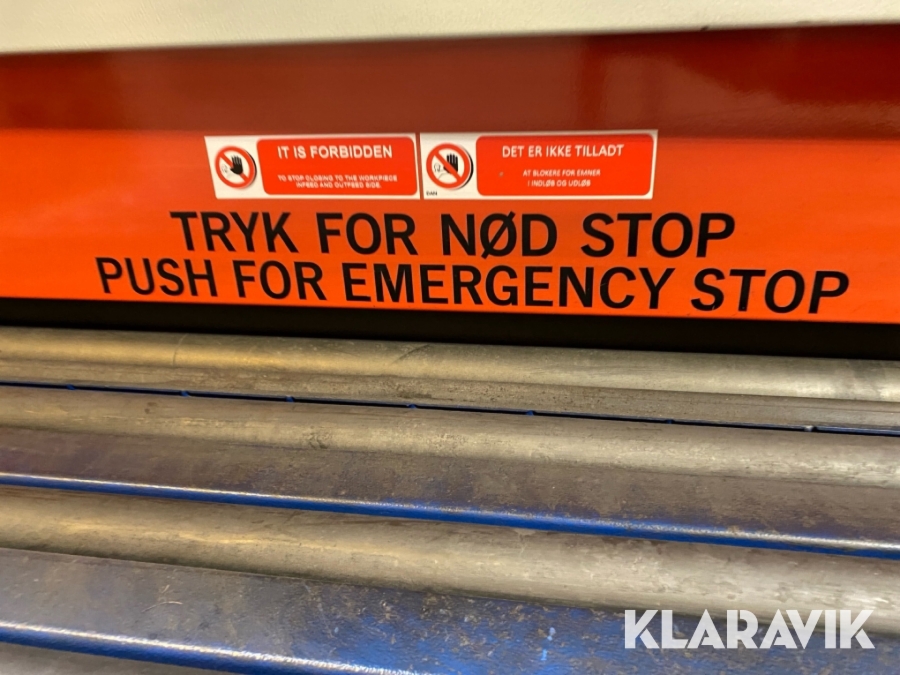 IT IS FORBIDDEN
TO STOP CLOSING TO THE WORKPIECE
INFEED AND OUTFEED SIDE.
DET ER IKKE TILLADT
AT BLOKERE FOR EMNER
I INDLØB OG UDLØB
DAN
TRYK FOR NØD STOP
PUSH FOR EMERGENCY STOP
KLARAVIK